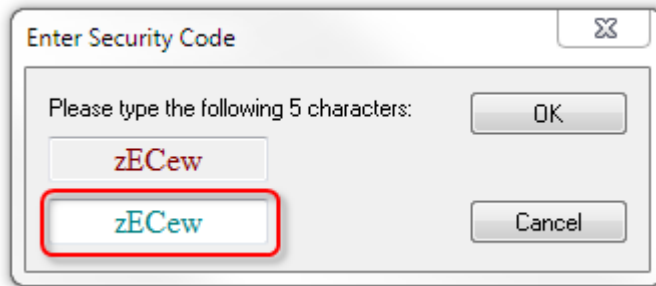 Enter Security Code
Please type the following 5 characters:
OK
zECew
zECew
Cancel